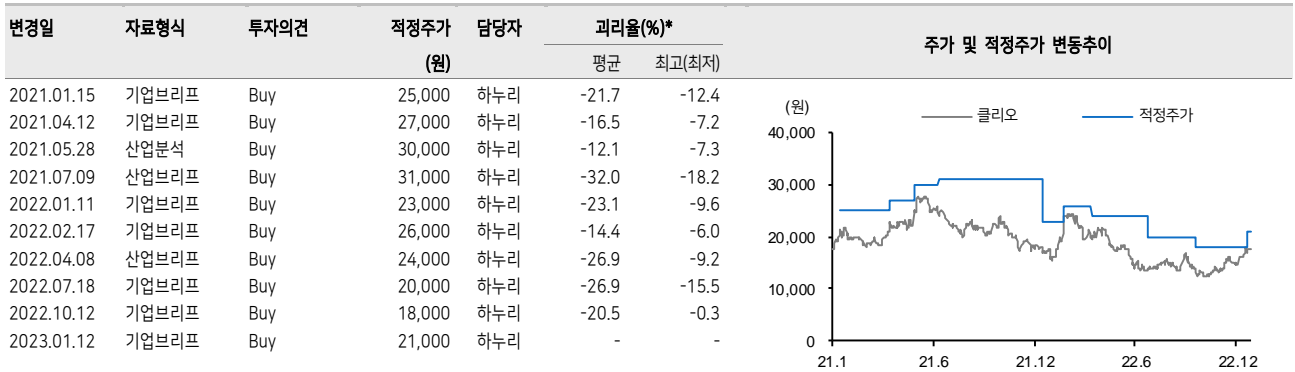 변경일 자료형식 투자의견 적정주가 담당자 괴리율(%)* 주가 및 적정주가 변동추이
(원) 평균 최고(최저)
2021.01.15 기업브리프 Buy 25,000 하누리 -21.7 -12.4
2021.04.12 기업브리프 Buy 27,000 하누리 -16.5 -7.2
2021.05.28 산업분석 Buy 30,000 하누리 -12.1 -7.3
2021.07.09 산업브리프 Buy 31,000 하누리 -32.0 -18.2
2022.01.11 기업브리프 Buy 23,000 하누리 -23.1 -9.6
2022.02.17 기업브리프 Buy 26,000 하누리 -14.4 -6.0
2022.04.08 산업브리프 Buy 24,000 하누리 -26.9 -9.2
2022.07.18 기업브리프 Buy 20,000 하누리 -26.9 -15.5
2022.10.12 기업브리프 Buy 18,000 하누리 -20.5 -0.3
2023.01.12 기업브리프 Buy 21,000 하누리 - -
(원) 클리오 적정주가
40,000
30,000
20,000
10,000
0
21.1 21.6 21.12 22.6 22.12